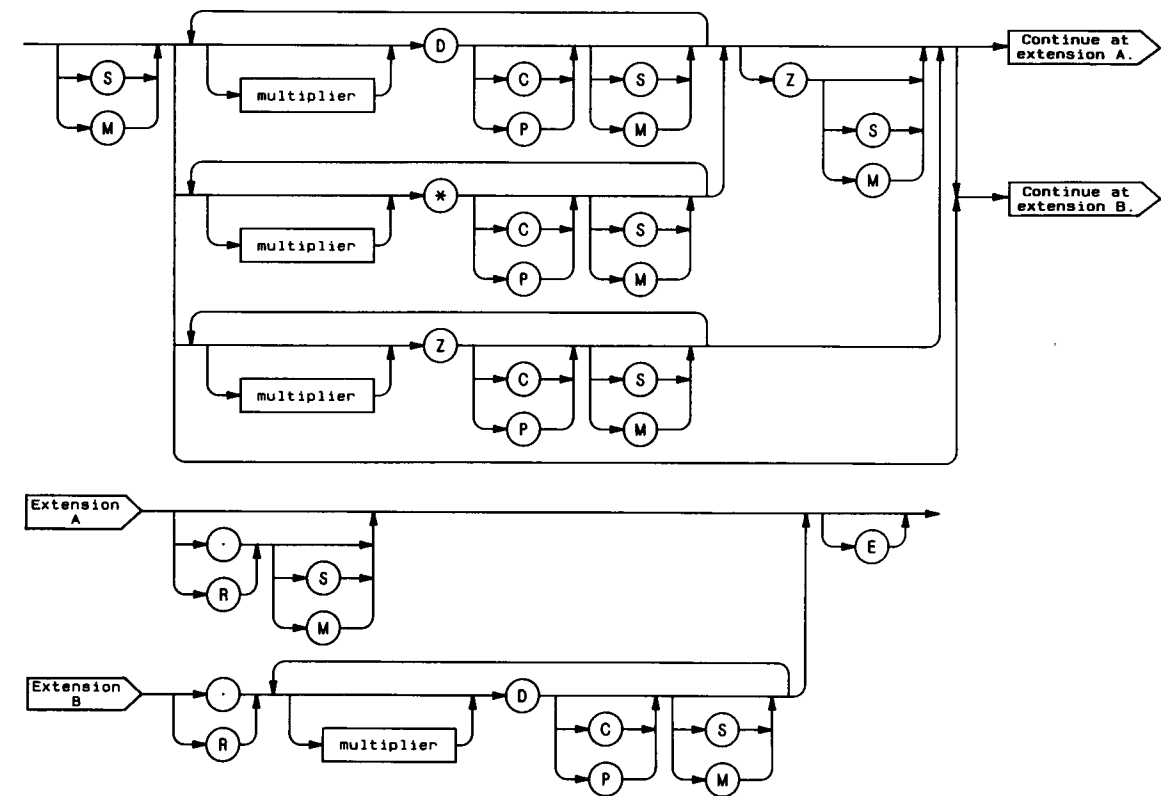 D
Continue at
extension A.
S
C
S
Z
multiplier
M
P
M
S
*
M
Continue at
extension B.
C
S
multiplier
P
M
Z
C
S
multiplier
P
M
Extension
A
.
E
R
S
M
Extension
B
.
D
R
C
S
multiplier
P
M